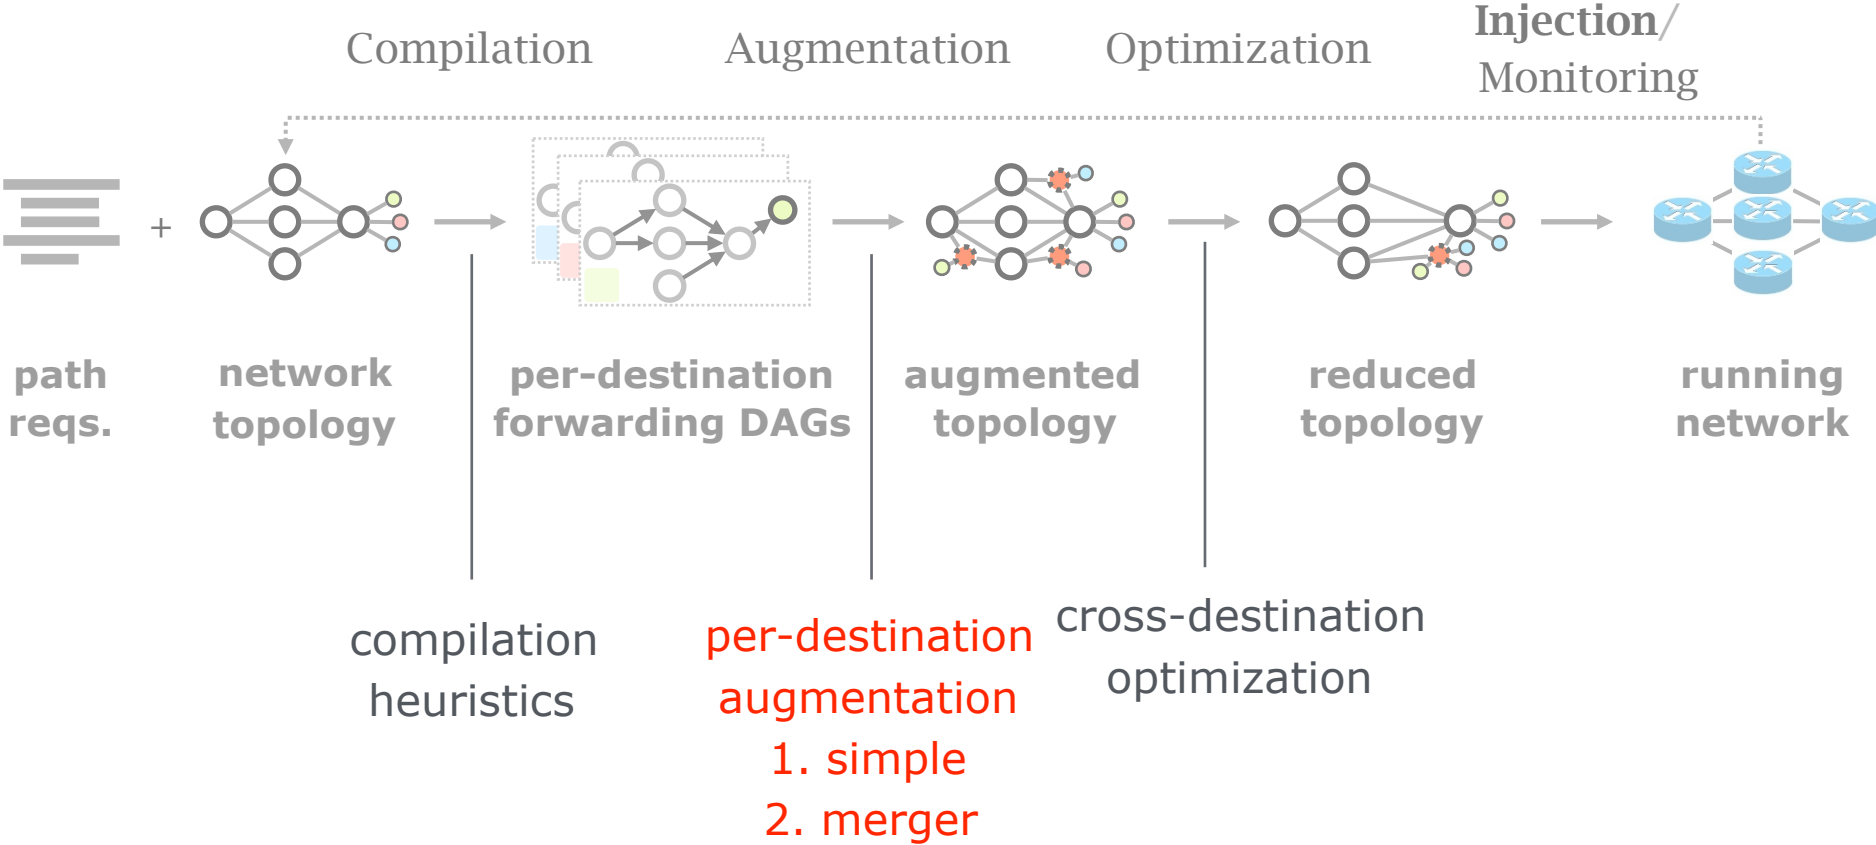 Compilation
Augmentation
Optimization
Injection/
Monitoring
+
path
reqs.
network
topology
per-destination
forwarding DAGs
augmented
topology
reduced
topology
running
network
compilation
heuristics
per-destination
augmentation
1. simple
2. merger
cross-destination
optimization